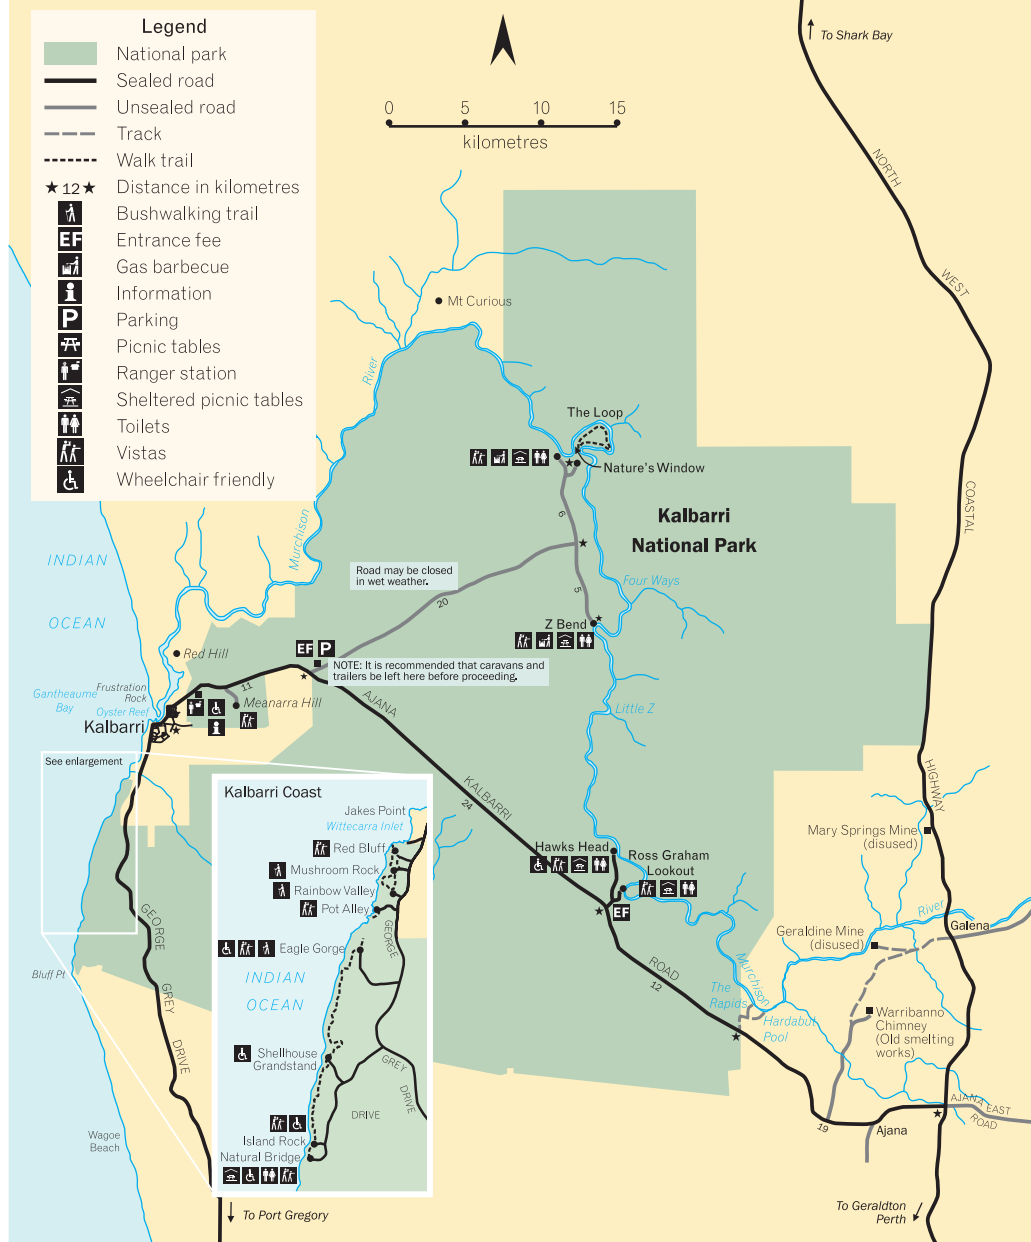 Legend
National park
Sealed road
Unsealed road
Track
Walk trail
★ 12 ★ Distance in kilometres
Bushwalking trail
EF Entrance fee
Gas barbecue
i Information
P Parking
Picnic tables
Ranger station
Sheltered picnic tables
Toilets
Vistas
Wheelchair friendly
0 5 10 15
kilometres
To Shark Bay
NORTH
WEST
COASTAL
HIGHWAY
Mt Curious
River
Murchison
The Loop
Nature's Window
Kalbarri
National Park
6
Road may be closed
in wet weather.
20
5
Four Ways
Z Bend
INDIAN
OCEAN
Red Hill
EF P
NOTE: It is recommended that caravans and
trailers be left here before proceeding.
11
Meanarra Hill
Gantheaume
Bay
Frustration
Rock
Oyster Reef
Kalbarri
i
AJANA
KALBARRI
24
ROAD
12
Little Z
See enlargement
Kalbarri Coast
Jakes Point
Wittecarra Inlet
Red Bluff
Mushroom Rock
Rainbow Valley
Pot Alley
GEORGE
Eagle Gorge
INDIAN
OCEAN
Shellhouse
Grandstand
GREY
DRIVE
DRIVE
Island Rock
Natural Bridge
Hawks Head
Ross Graham
Lookout
EF
Mary Springs Mine
(disused)
River
Galena
Geraldine Mine
(disused)
Murchison
The
Rapids
Hardabut
Pool
Warribanno
Chimney
(Old smelting
works)
AJANA EAST
ROAD
19
Ajana
GEORGE
GREY
DRIVE
Bluff Pt
Wagoe
Beach
To Port Gregory
To Geraldton
Perth